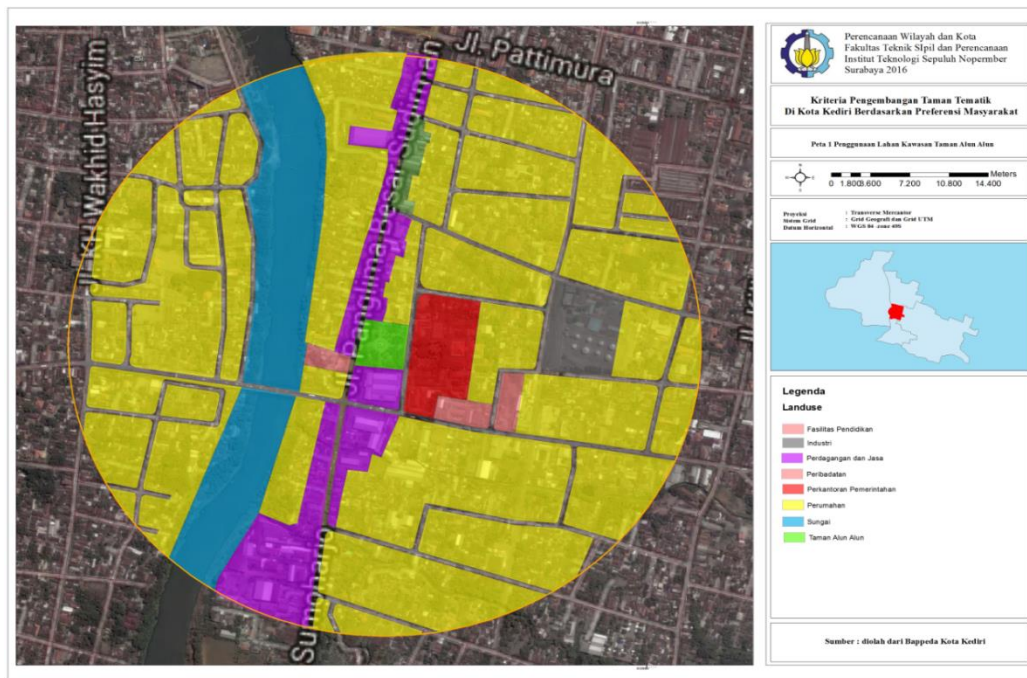 Jl. KH Wakhid Hasyim
Jl. Pattimura
Jl. Panglima Besar Sudirman
Sumoharjo
Perencanaan Wilayah dan Kota
Fakultas Teknik SIpil dan Perencanaan
Institut Teknologi Sepuluh Nopermber
Surabaya 2016
Kriteria Pengembangan Taman Tematik
Di Kota Kediri Berdasarkan Preferensi Masyarakat
Peta 1 Penggunaan Lahan Kawasan Taman Alun Alun
Meters
0 1.800 3.600 7.200 10.800 14.400
Proyeksi : Transverse Mercator
Sistem Grid : Grid Geografi dan Grid UTM
Datum Horizontal : WGS 84 zone 49S
Legenda
Landuse
Fasilitas Pendidikan
Industri
Perdagangan dan Jasa
Peribadatan
Perkantoran Pemerintahan
Perumahan
Sungai
Taman Alun Alun
Sumber : diolah dari Bappeda Kota Kediri